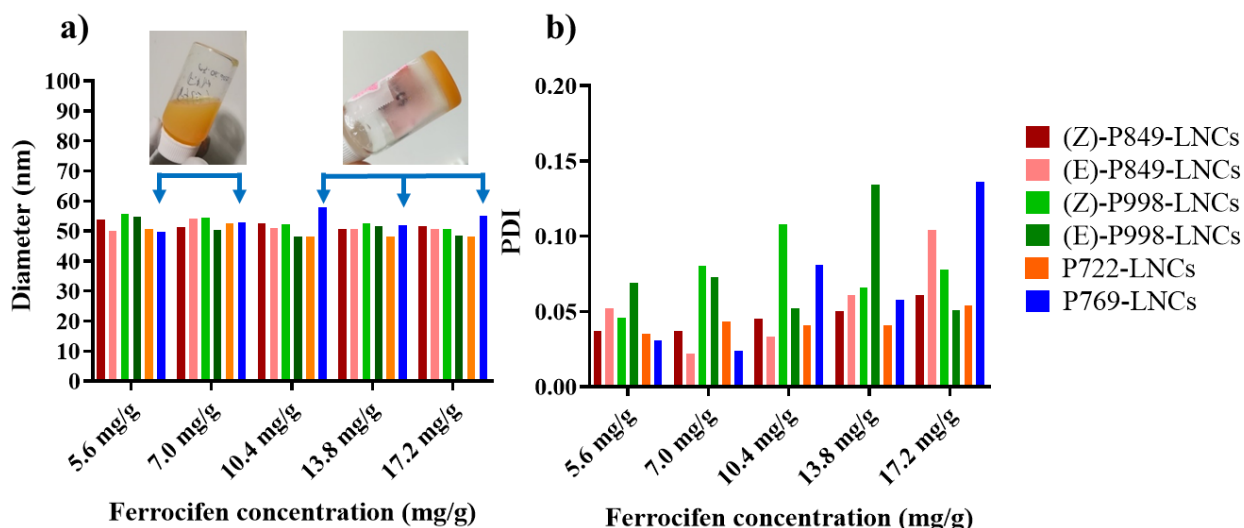 a)
b)
Diameter (nm)
100
90
80
70
60
50
40
30
20
10
0
5.6 mg/g
7.0 mg/g
10.4 mg/g
13.8 mg/g
17.2 mg/g
Ferrocifen concentration (mg/g)
PDI
0.20
0.15
0.10
0.05
0.00
5.6 mg/g
7.0 mg/g
10.4 mg/g
13.8 mg/g
17.2 mg/g
Ferrocifen concentration (mg/g)
(Z)-P849-LNCs
(E)-P849-LNCs
(Z)-P998-LNCs
(E)-P998-LNCs
P722-LNCs
P769-LNCs